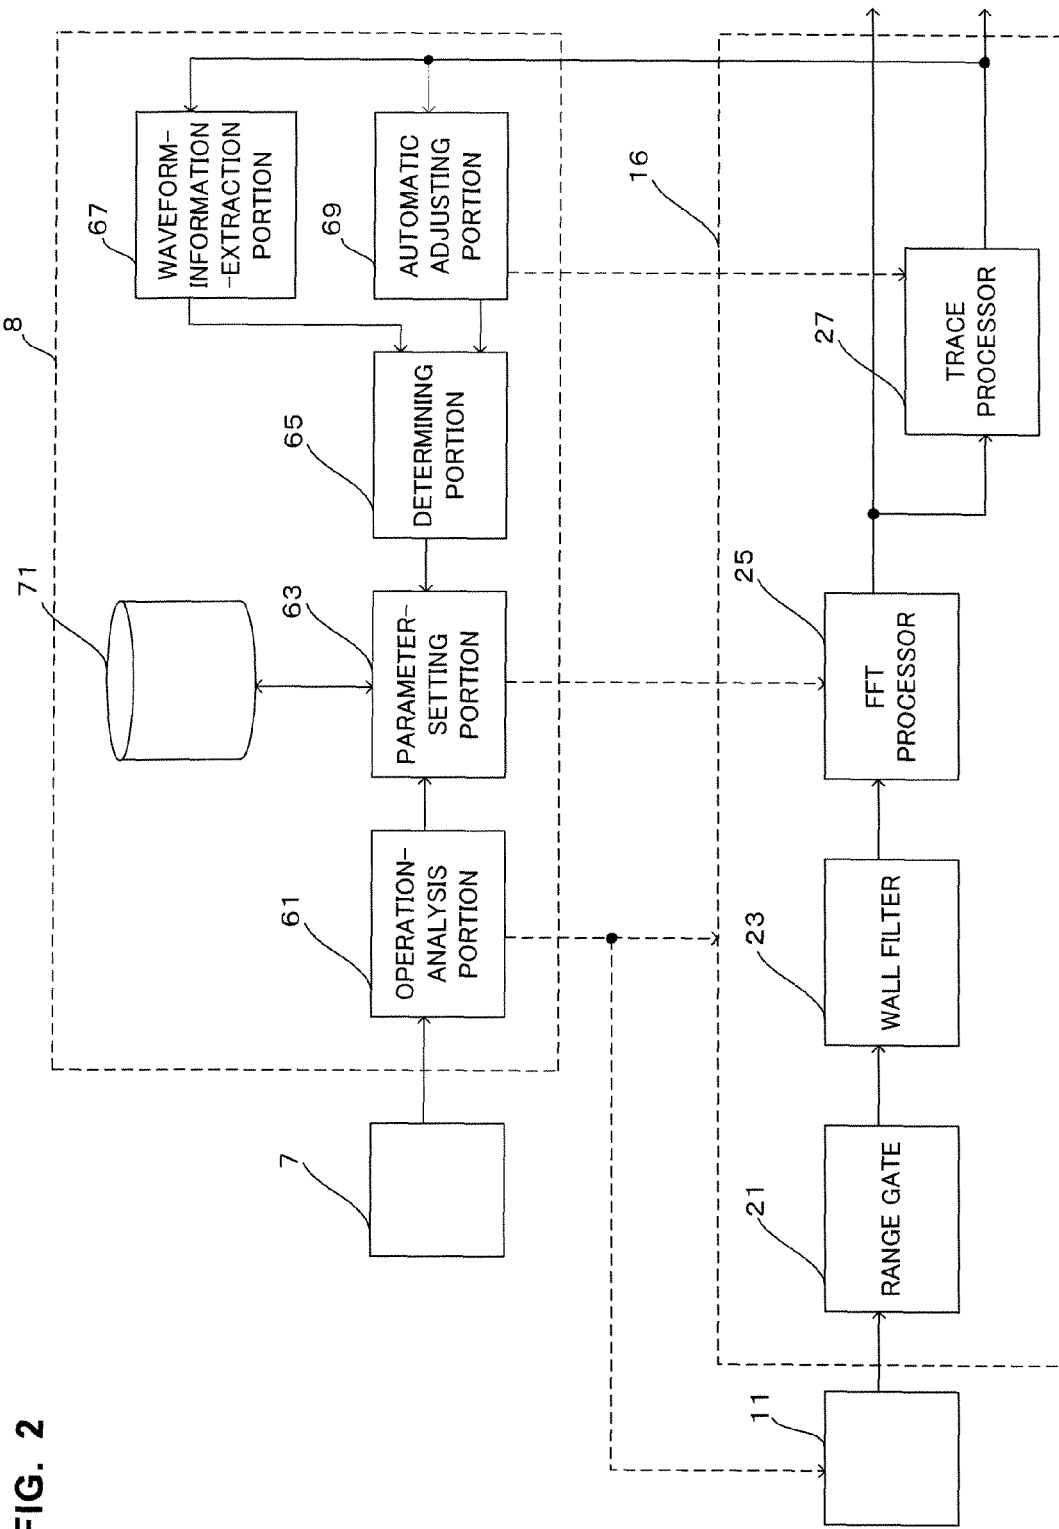 FIG. 2
8
71
67
WAVEFORM-
INFORMATION
-EXTRACTION
PORTION
69
AUTOMATIC
ADJUSTING
PORTION
65
DETERMINING
PORTION
63
PARAMETER-
SETTING
PORTION
61
OPERATION-
ANALYSIS
PORTION
7
16
11
21
RANGE GATE
23
WALL FILTER
25
FFT
PROCESSOR
27
TRACE
PROCESSOR